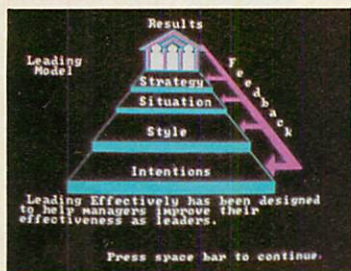 Results
Leading
Model
Feedback
Strategy
Situation
Style
Intentions
Leading Effectively has been designed
to help managers improve their
effectiveness as leaders.
Press space bar to continue.